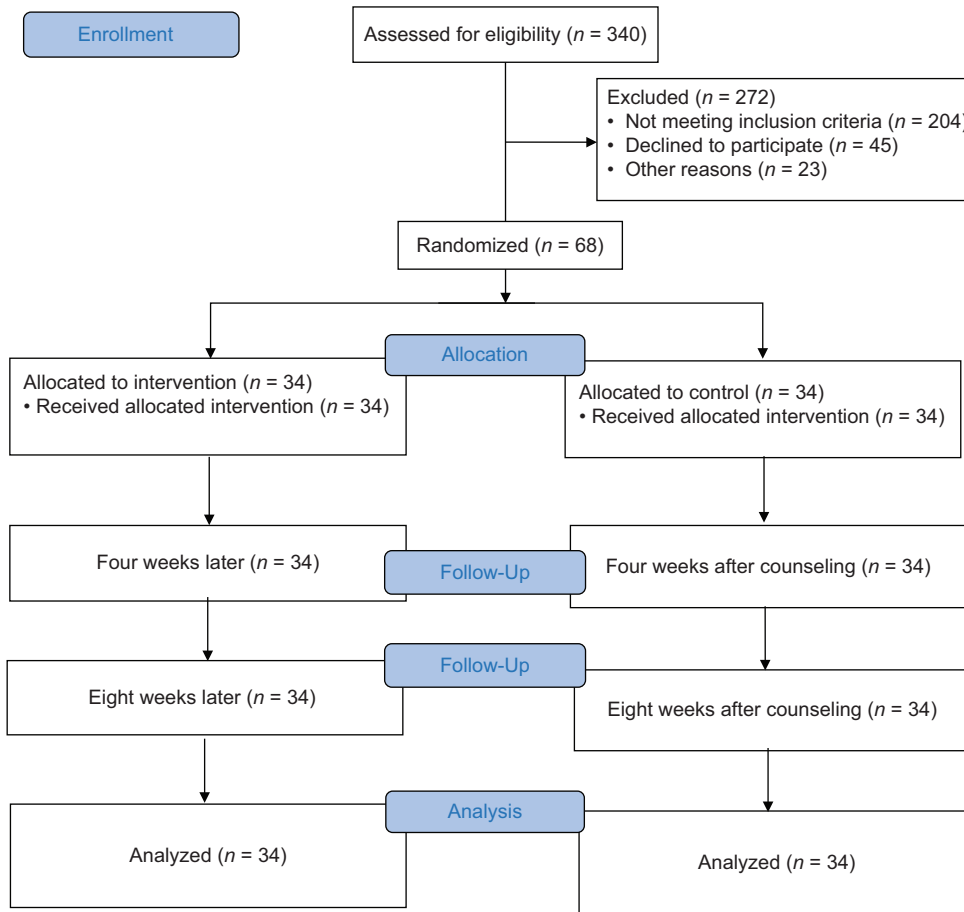 Enrollment
Assessed for eligibility (n = 340)
Excluded (n = 272)
• Not meeting inclusion criteria (n = 204)
• Declined to participate (n = 45)
• Other reasons (n = 23)
Randomized (n = 68)
Allocation
Allocated to intervention (n = 34)
• Received allocated intervention (n = 34)
Allocated to control (n = 34)
• Received allocated intervention (n = 34)
Four weeks later (n = 34)
Follow-Up
Four weeks after counseling (n = 34)
Follow-Up
Eight weeks later (n = 34)
Eight weeks after counseling (n = 34)
Analysis
Analyzed (n = 34)
Analyzed (n = 34)